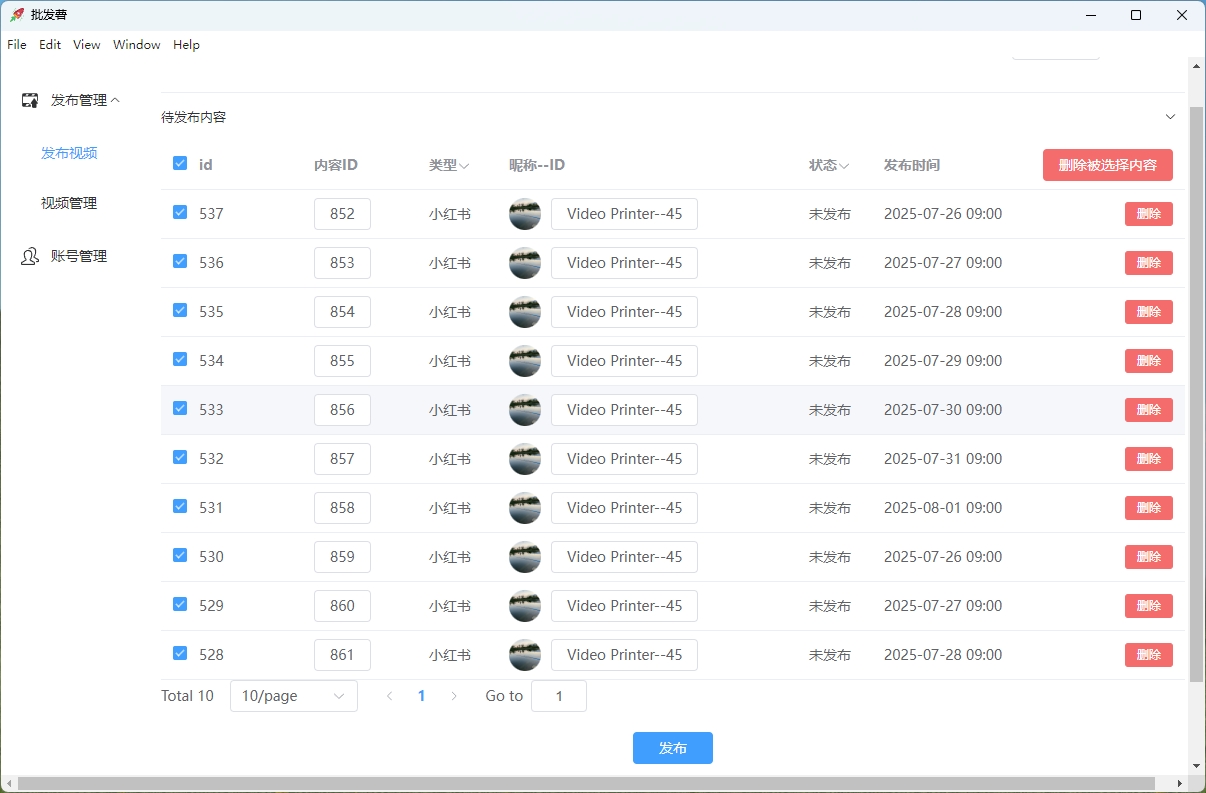 批发替
File Edit View Window Help
发布管理
发布视频
视频管理
账号管理
待发布内容
id 内容ID 类型 昵称--ID 状态 发布时间 删除被选择内容
537 852 小红书 Video Printer--45 未发布 2025-07-26 09:00 删除
536 853 小红书 Video Printer--45 未发布 2025-07-27 09:00 删除
535 854 小红书 Video Printer--45 未发布 2025-07-28 09:00 删除
534 855 小红书 Video Printer--45 未发布 2025-07-29 09:00 删除
533 856 小红书 Video Printer--45 未发布 2025-07-30 09:00 删除
532 857 小红书 Video Printer--45 未发布 2025-07-31 09:00 删除
531 858 小红书 Video Printer--45 未发布 2025-08-01 09:00 删除
530 859 小红书 Video Printer--45 未发布 2025-07-26 09:00 删除
529 860 小红书 Video Printer--45 未发布 2025-07-27 09:00 删除
528 861 小红书 Video Printer--45 未发布 2025-07-28 09:00 删除
Total 10 10/page 1 Go to 1
发布